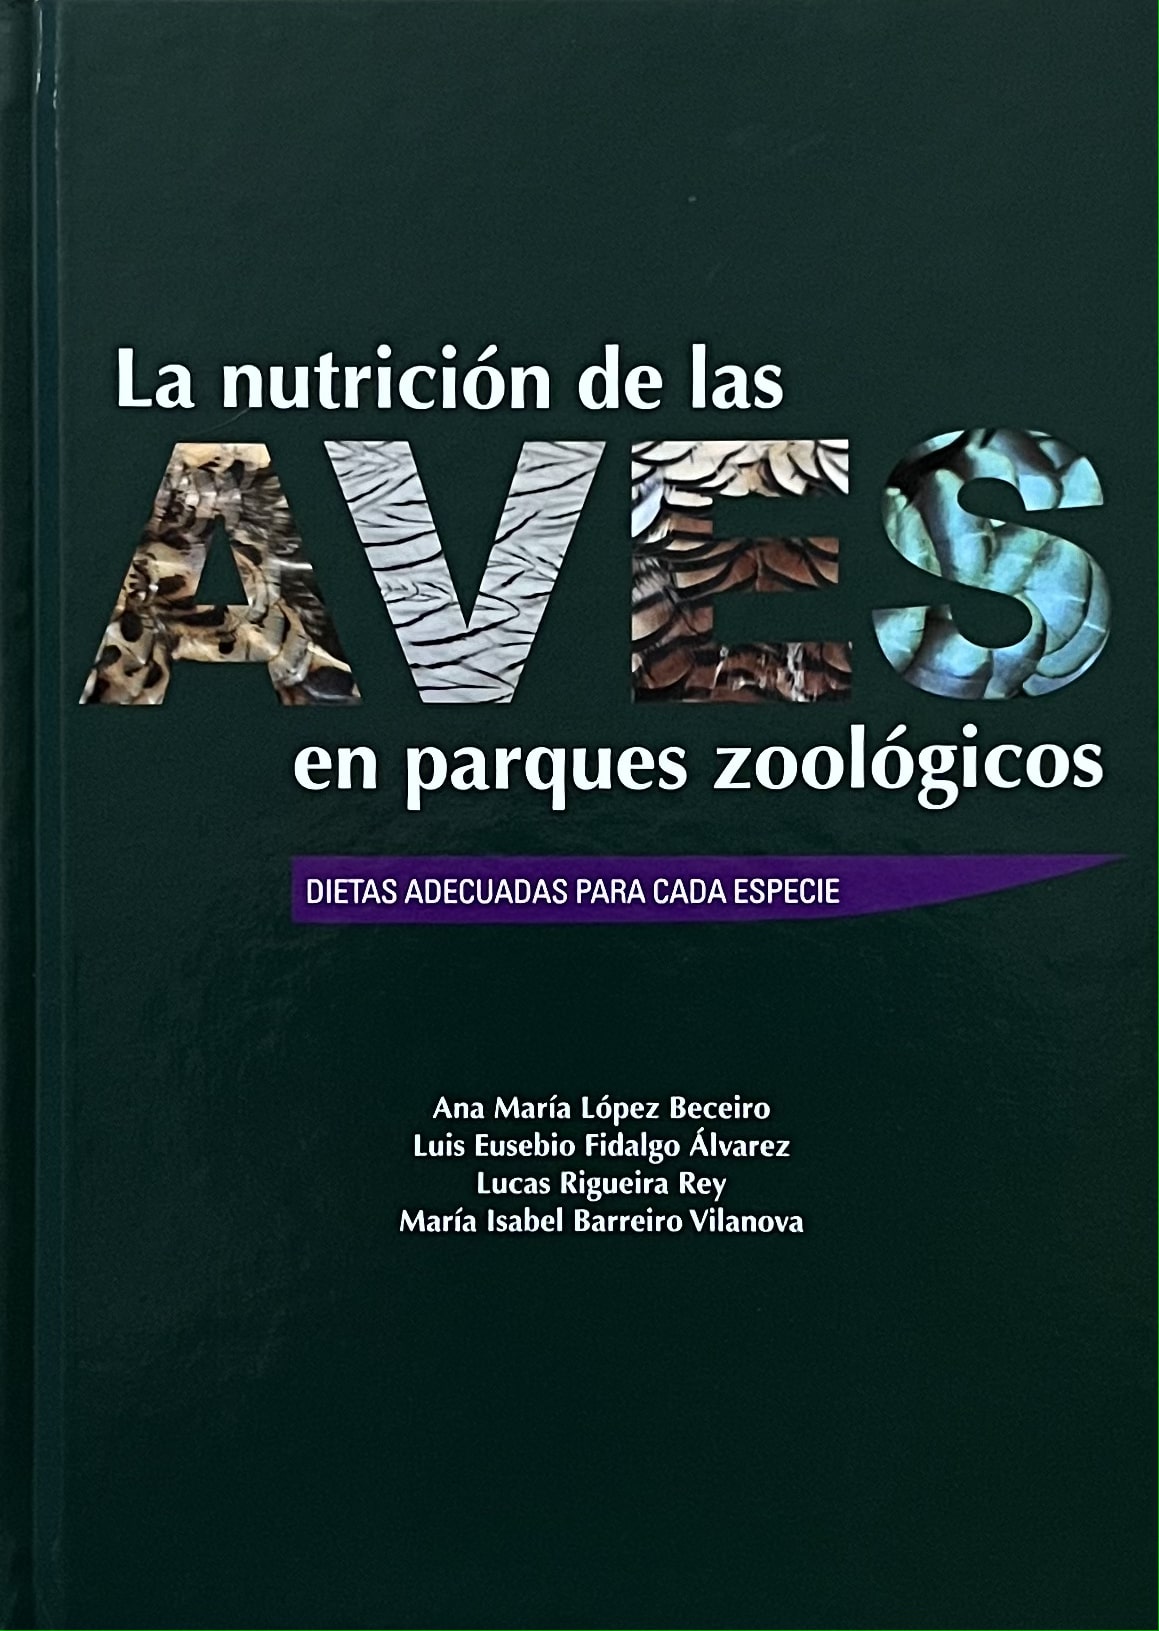 La nutrición de las
AVES
en parques zoológicos
DIETAS ADECUADAS PARA CADA ESPECIE
Ana María López Beceiro
Luis Eusebio Fidalgo Álvarez
Lucas Rigueira Rey
María Isabel Barreiro Vilanova